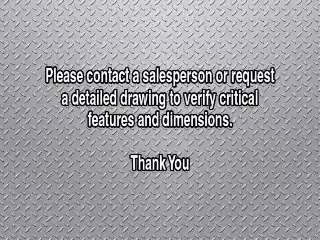 Please contact a salesperson or request
a detailed drawing to verify critical
features and dimensions.
Thank You